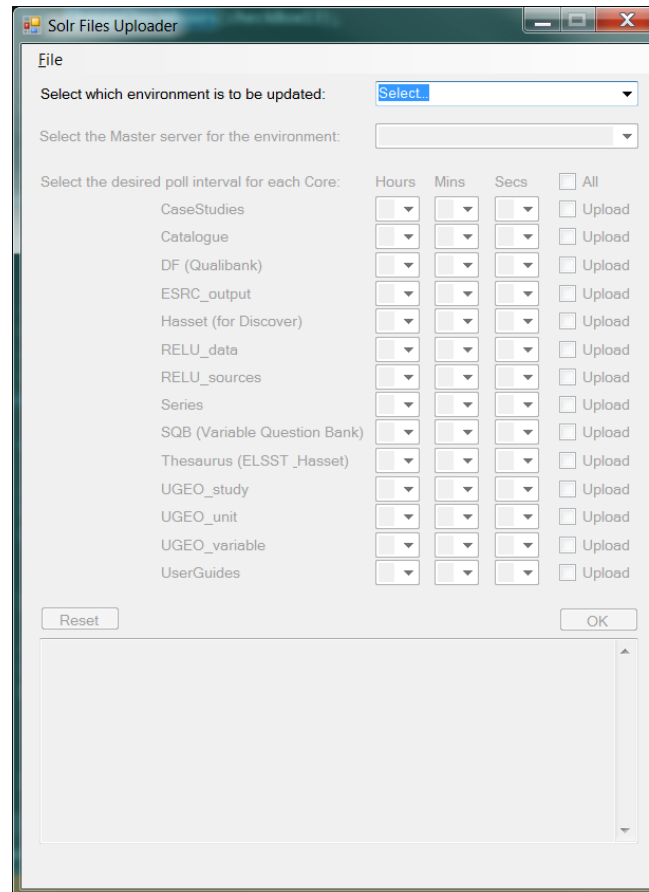 Solr Files Uploader
File
Select which environment is to be updated: Select...
Select the Master server for the environment:
Select the desired poll interval for each Core: Hours Mins Secs All
CaseStudies Upload
Catalogue Upload
DF (Qualibank) Upload
ESRC_output Upload
Hasset (for Discover) Upload
RELU_data Upload
RELU_sources Upload
Series Upload
SQB (Variable Question Bank) Upload
Thesaurus (ELSST _Hasset) Upload
UGEO_study Upload
UGEO_unit Upload
UGEO_variable Upload
UserGuides Upload
Reset OK